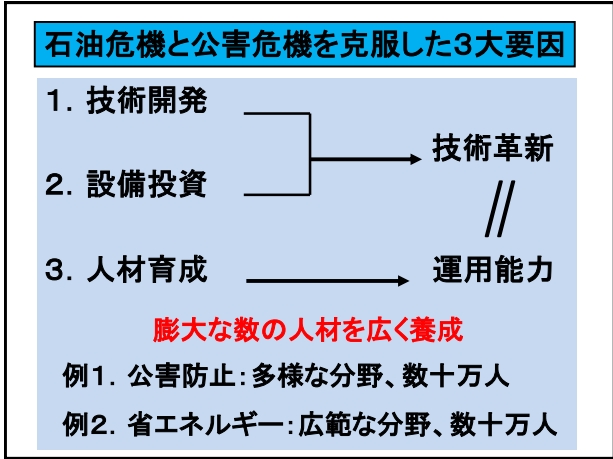 石油危機と公害危機を克服した3大要因
1. 技術開発
技術革新
2. 設備投資
3. 人材育成
運用能力
膨大な数の人材を広く養成
例1. 公害防止：多様な分野、数十万人
例2. 省エネルギー：広範な分野、数十万人